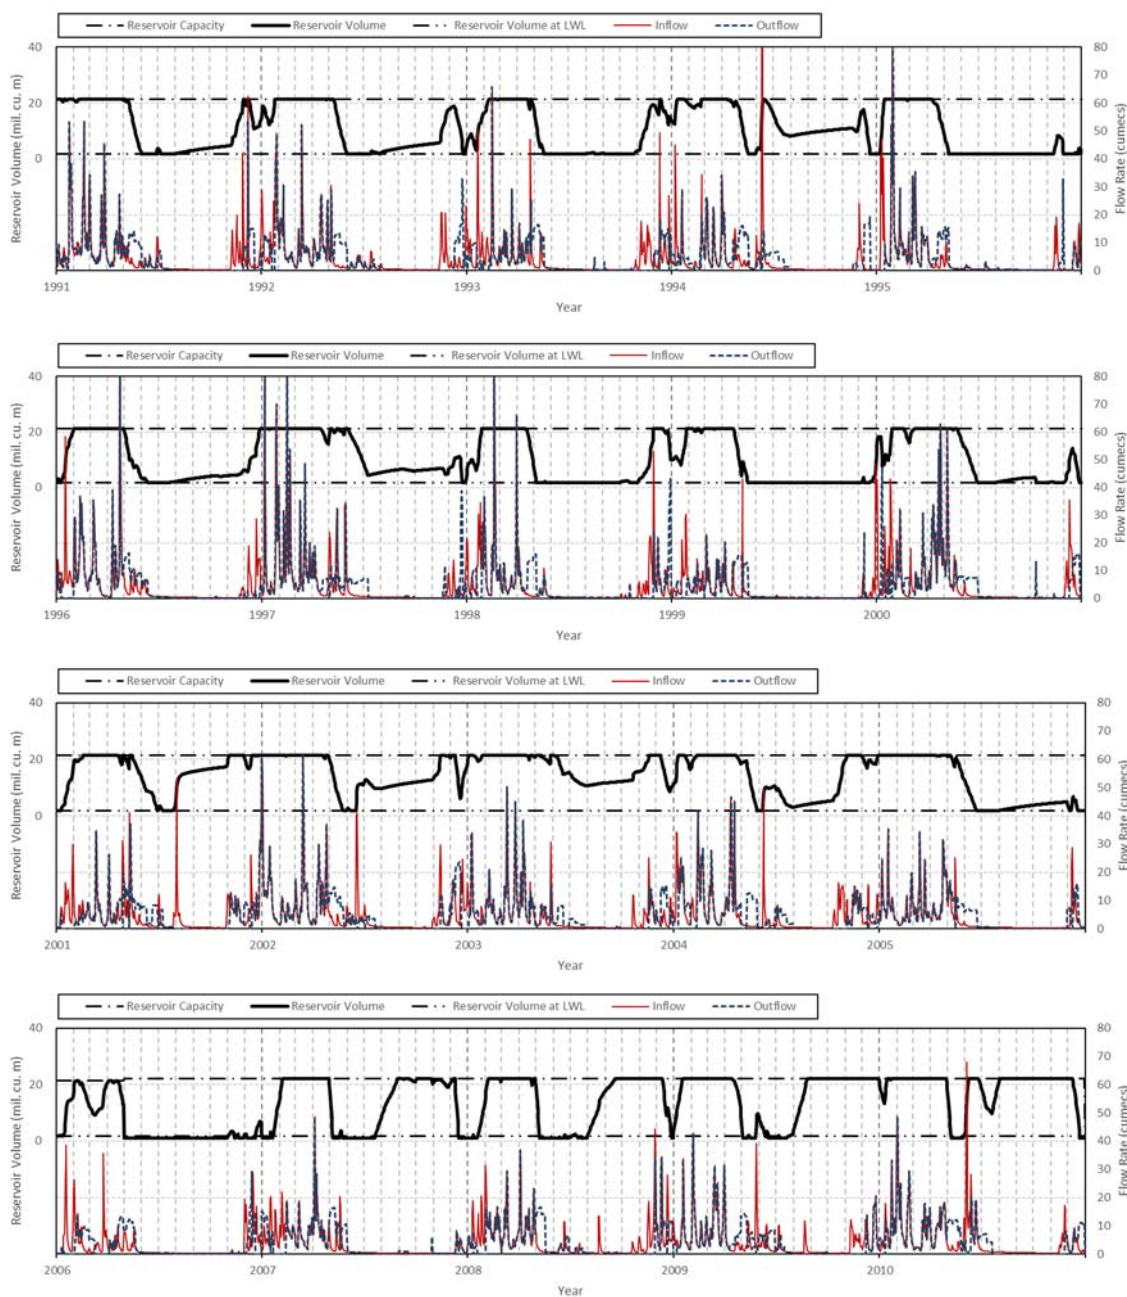 Reservoir Capacity Reservoir Volume Reservoir Volume at LWL Inflow Outflow
Reservoir Volume (mil. cu. m)
40
20
0
80
70
60
50
40
30
20
10
0
Flow Rate (cumecs)
1991 1992 1993 1994 1995
Year
Reservoir Capacity Reservoir Volume Reservoir Volume at LWL Inflow Outflow
Reservoir Volume (mil. cu. m)
40
20
0
80
70
60
50
40
30
20
10
0
Flow Rate (cumecs)
1996 1997 1998 1999 2000
Year
Reservoir Capacity Reservoir Volume Reservoir Volume at LWL Inflow Outflow
Reservoir Volume (mil. cu. m)
40
20
0
80
70
60
50
40
30
20
10
0
Flow Rate (cumecs)
2001 2002 2003 2004 2005
Year
Reservoir Capacity Reservoir Volume Reservoir Volume at LWL Inflow Outflow
Reservoir Volume (mil. cu. m)
40
20
0
80
70
60
50
40
30
20
10
0
Flow Rate (cumecs)
2006 2007 2008 2009 2010
Year